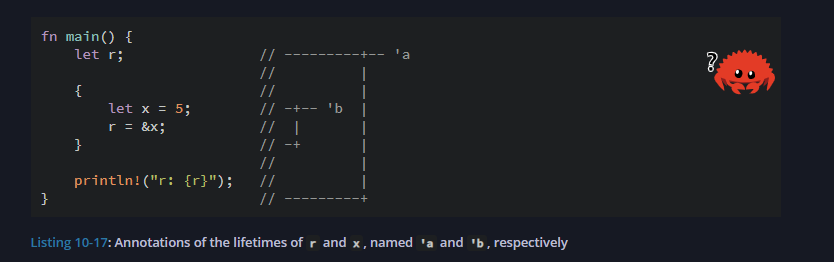 fn main() {
    let r;                // ---------+-- 'a
                          //          |
    {                     //          |
        let x = 5;        // -+-- 'b  |
        r = &x;           //  |       |
    }                     // -+       |
                          //          |
    println!("r: {r}");   //          |
}                         // ---------+
?
Listing 10-17: Annotations of the lifetimes of r and x, named 'a and 'b, respectively